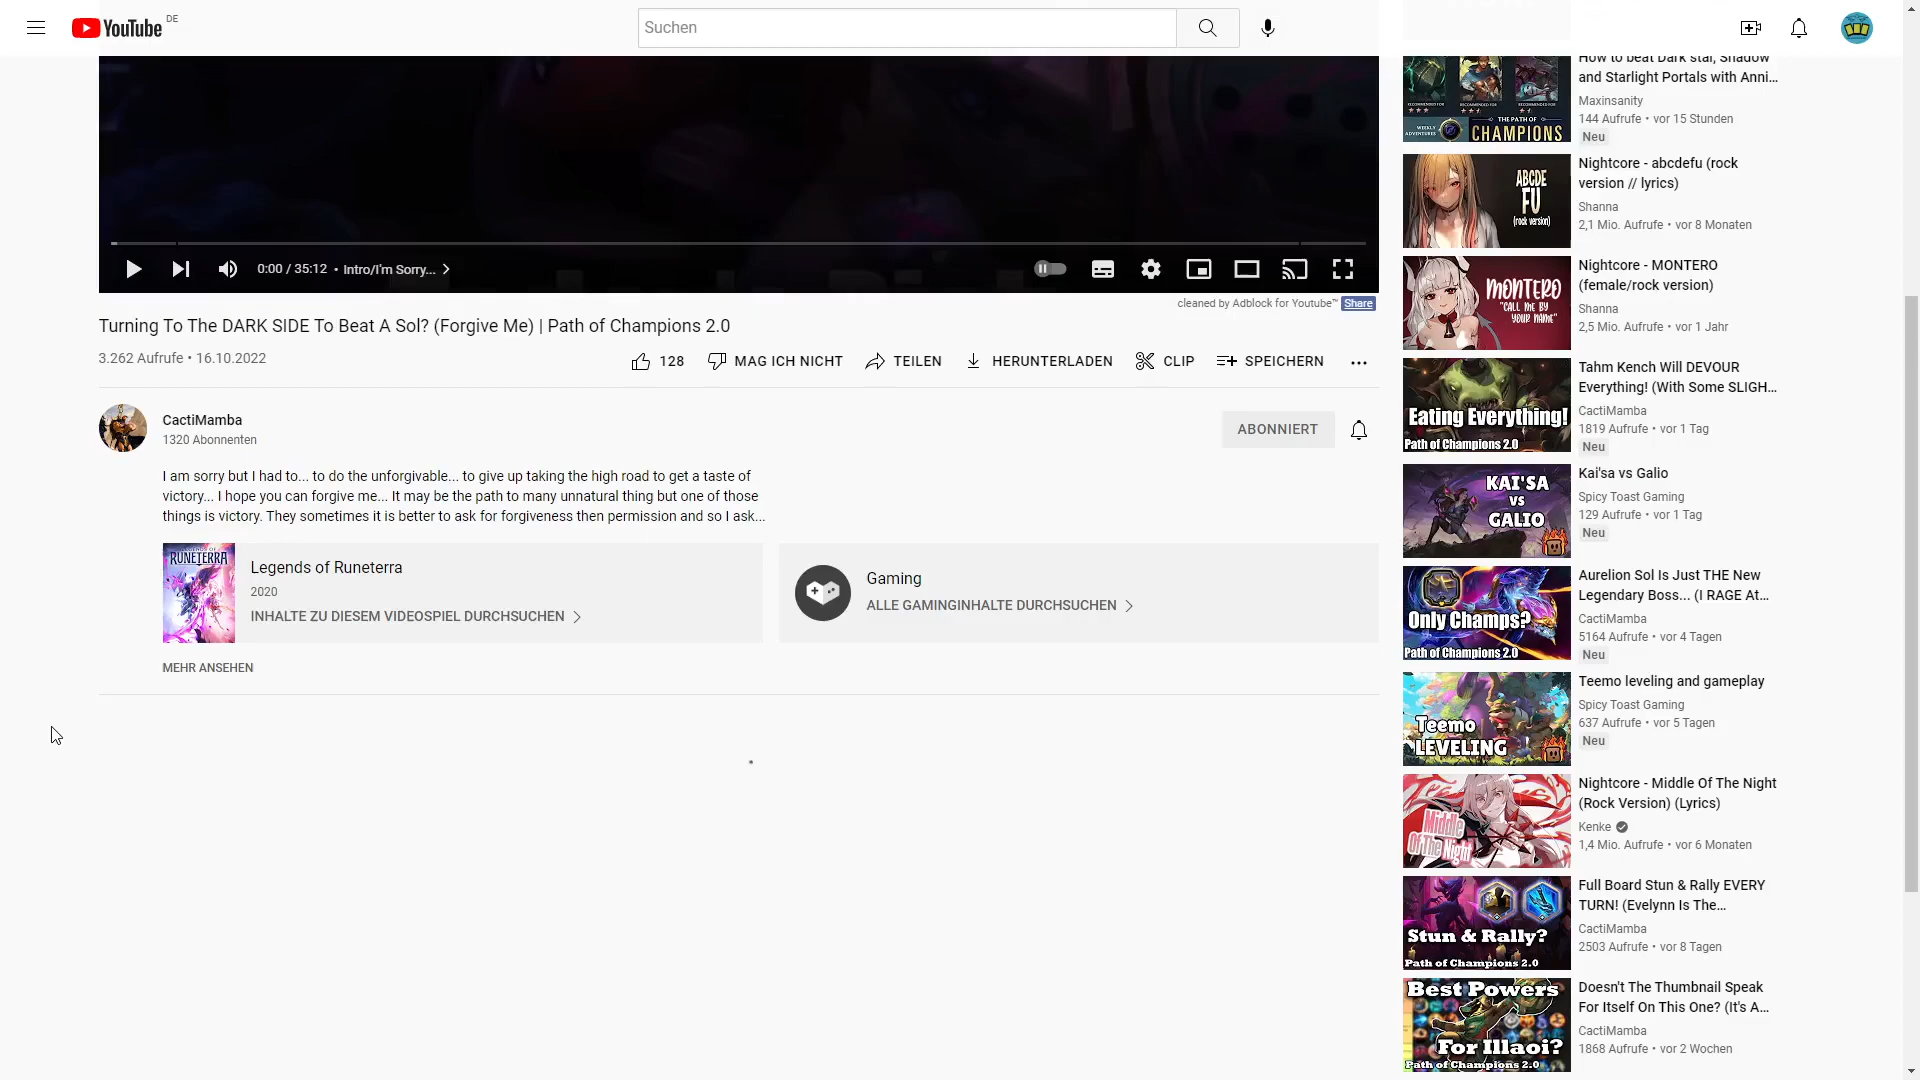 YouTube DE
Suchen
0:00 / 35:12 • Intro/I'm Sorry...
cleaned by Adblock for Youtube™ Share
Turning To The DARK SIDE To Beat A Sol? (Forgive Me) | Path of Champions 2.0
3.262 Aufrufe • 16.10.2022
128 MAG ICH NICHT TEILEN HERUNTERLADEN CLIP SPEICHERN
CactiMamba
1320 Abonnenten
ABONNIERT
I am sorry but I had to... to do the unforgivable... to give up taking the high road to get a taste of
victory... I hope you can forgive me... It may be the path to many unnatural thing but one of those
things is victory. They sometimes it is better to ask for forgiveness then permission and so I ask...
RUNETERRA
Legends of Runeterra
2020
INHALTE ZU DIESEM VIDEOSPIEL DURCHSUCHEN
Gaming
ALLE GAMINGINHALTE DURCHSUCHEN
MEHR ANSEHEN
WEEKLY ADVENTURES
THE PATH OF
CHAMPIONS
How to beat Dark star, Shadow
and Starlight Portals with Anni...
Maxinsanity
144 Aufrufe • vor 15 Stunden
Neu
ABCDE
FU
(rock version)
Nightcore - abcdefu (rock
version // lyrics)
Shanna
2,1 Mio. Aufrufe • vor 8 Monaten
MONTERO
"CALL ME BY
YOUR NAME"
Nightcore - MONTERO
(female/rock version)
Shanna
2,5 Mio. Aufrufe • vor 1 Jahr
Eating Everything!
Path of Champions 2.0
Tahm Kench Will DEVOUR
Everything! (With Some SLIGH...
CactiMamba
1819 Aufrufe • vor 1 Tag
Neu
KAI'SA
VS
GALIO
Kai'sa vs Galio
Spicy Toast Gaming
129 Aufrufe • vor 1 Tag
Neu
Only Champs?
Path of Champions 2.0
Aurelion Sol Is Just THE New
Legendary Boss... (I RAGE At...
CactiMamba
5164 Aufrufe • vor 4 Tagen
Neu
Teemo
LEVELING
Teemo leveling and gameplay
Spicy Toast Gaming
637 Aufrufe • vor 5 Tagen
Neu
Middle
Of The Night
Nightcore - Middle Of The Night
(Rock Version) (Lyrics)
Kenke
1,4 Mio. Aufrufe • vor 6 Monaten
Stun & Rally?
Path of Champions 2.0
Full Board Stun & Rally EVERY
TURN! (Evelynn Is The...
CactiMamba
2503 Aufrufe • vor 8 Tagen
Best Powers
For Illaoi?
Path of Champions 2.0
Doesn't The Thumbnail Speak
For Itself On This One? (It's A...
CactiMamba
1868 Aufrufe • vor 2 Wochen